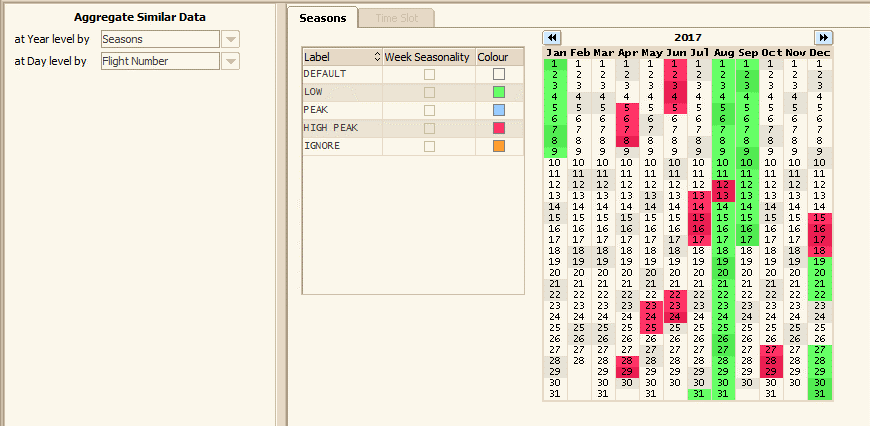 Aggregate Similar Data
at Year level by Seasons
at Day level by Flight Number
Seasons Time Slot
Label Week Seasonality Colour
DEFAULT
LOW
PEAK
HIGH PEAK
IGNORE
2017
Jan Feb Mar Apr May Jun Jul Aug Sep Oct Nov Dec
1 1 1 1 1 1 1 1 1 1 1 1
2 2 2 2 2 2 2 2 2 2 2 2
3 3 3 3 3 3 3 3 3 3 3 3
4 4 4 4 4 4 4 4 4 4 4 4
5 5 5 5 5 5 5 5 5 5 5 5
6 6 6 6 6 6 6 6 6 6 6 6
7 7 7 7 7 7 7 7 7 7 7 7
8 8 8 8 8 8 8 8 8 8 8 8
9 9 9 9 9 9 9 9 9 9 9 9
10 10 10 10 10 10 10 10 10 10 10 10
11 11 11 11 11 11 11 11 11 11 11 11
12 12 12 12 12 12 12 12 12 12 12 12
13 13 13 13 13 13 13 13 13 13 13 13
14 14 14 14 14 14 14 14 14 14 14 14
15 15 15 15 15 15 15 15 15 15 15 15
16 16 16 16 16 16 16 16 16 16 16 16
17 17 17 17 17 17 17 17 17 17 17 17
18 18 18 18 18 18 18 18 18 18 18 18
19 19 19 19 19 19 19 19 19 19 19 19
20 20 20 20 20 20 20 20 20 20 20 20
21 21 21 21 21 21 21 21 21 21 21 21
22 22 22 22 22 22 22 22 22 22 22 22
23 23 23 23 23 23 23 23 23 23 23 23
24 24 24 24 24 24 24 24 24 24 24 24
25 25 25 25 25 25 25 25 25 25 25 25
26 26 26 26 26 26 26 26 26 26 26 26
27 27 27 27 27 27 27 27 27 27 27 27
28 28 28 28 28 28 28 28 28 28 28 28
29 29 29 29 29 29 29 29 29 29 29
30 30 30 30 30 30 30 30 30 30 30
31 31 31 31 31 31 31